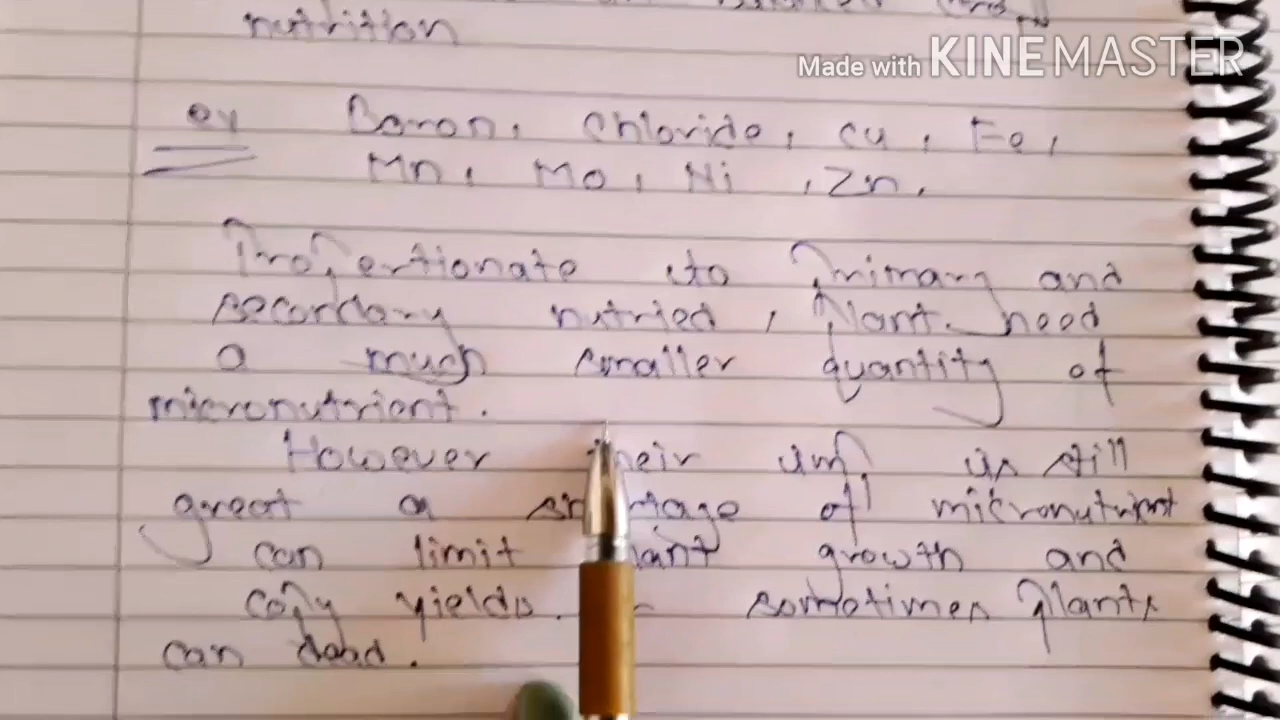 nutrition
Made with KINEMASTER
ex Boron, Chloride, Cu, Fe,
Mn, Mo, Ni, Zn.
Propertionate to Primary and
secondary nutried, Plant need
a much smaller quantity of
micronutrient.
However their is still
great a of micronutrient
can limit growth and
yields. sometimes plants
can dead.